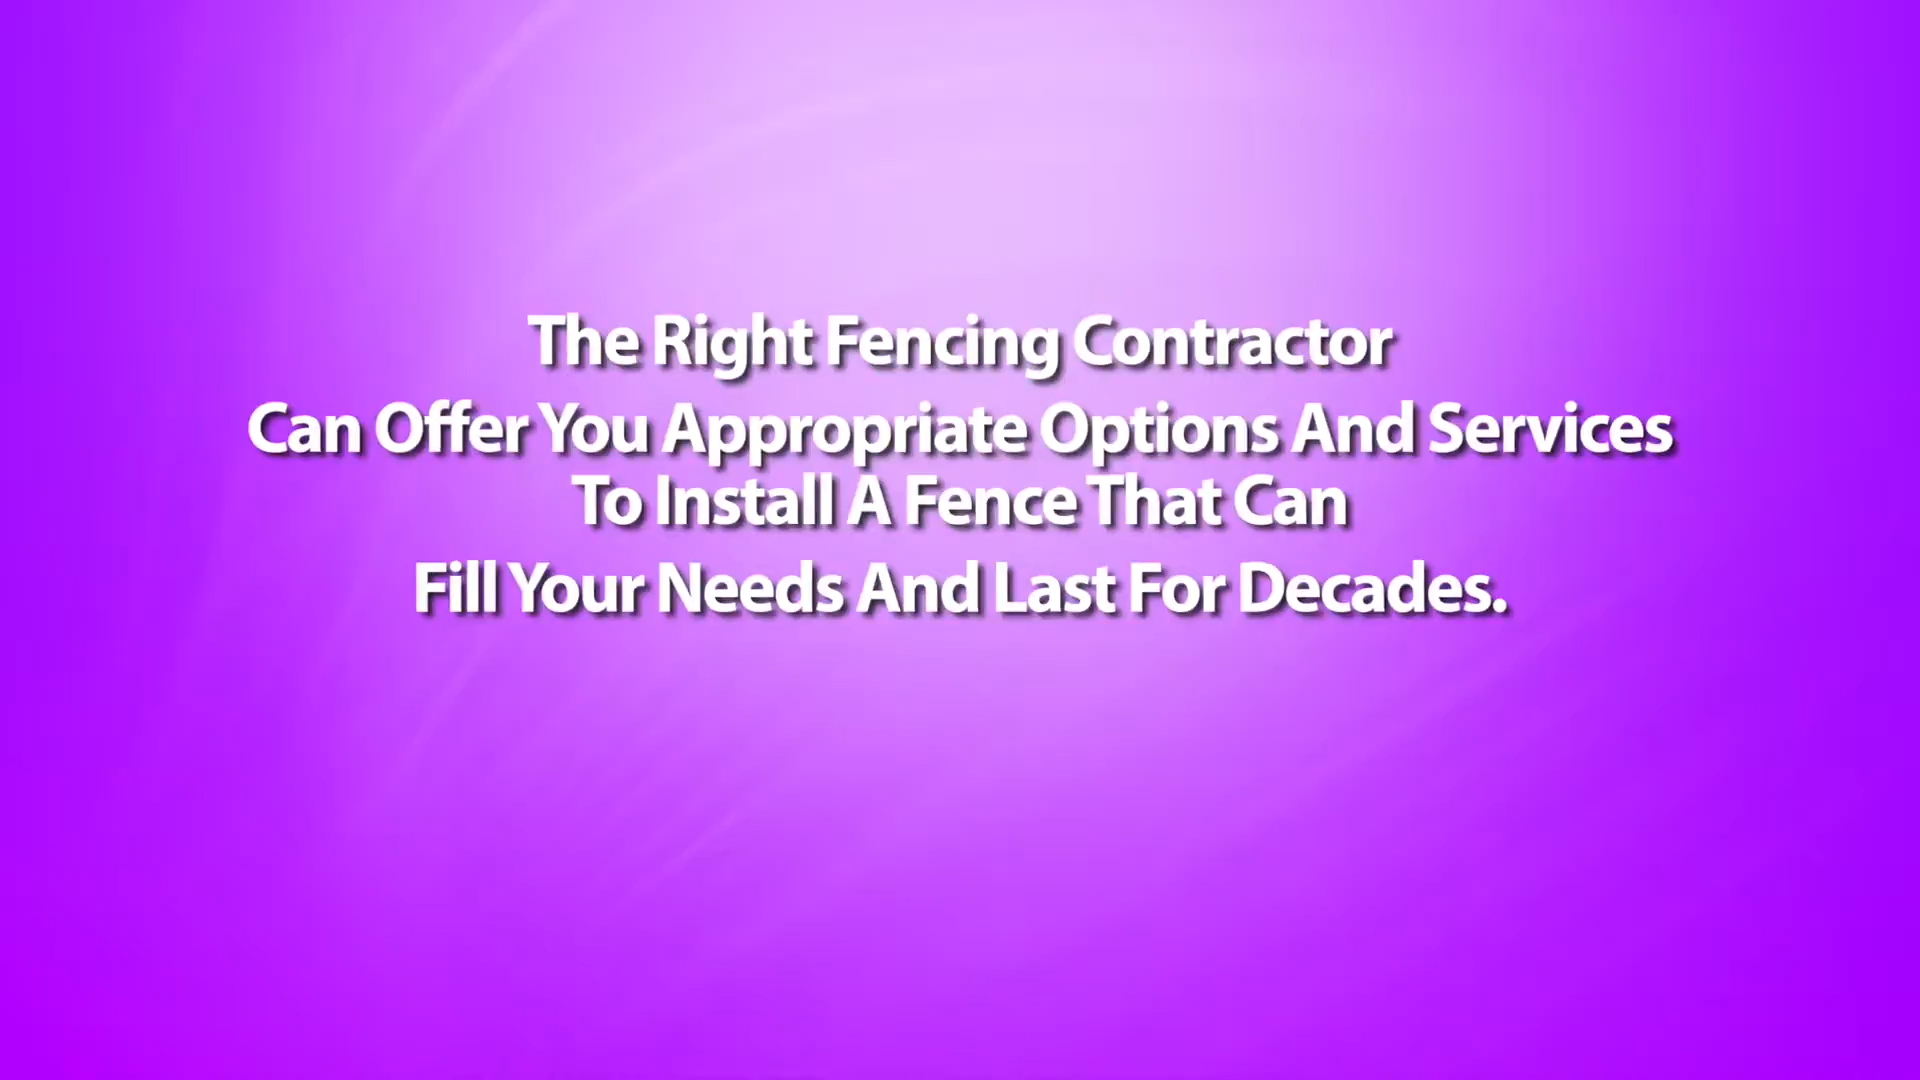 The Right Fencing Contractor
Can Offer You Appropriate Options And Services
To Install A Fence That Can
Fill Your Needs And Last For Decades.